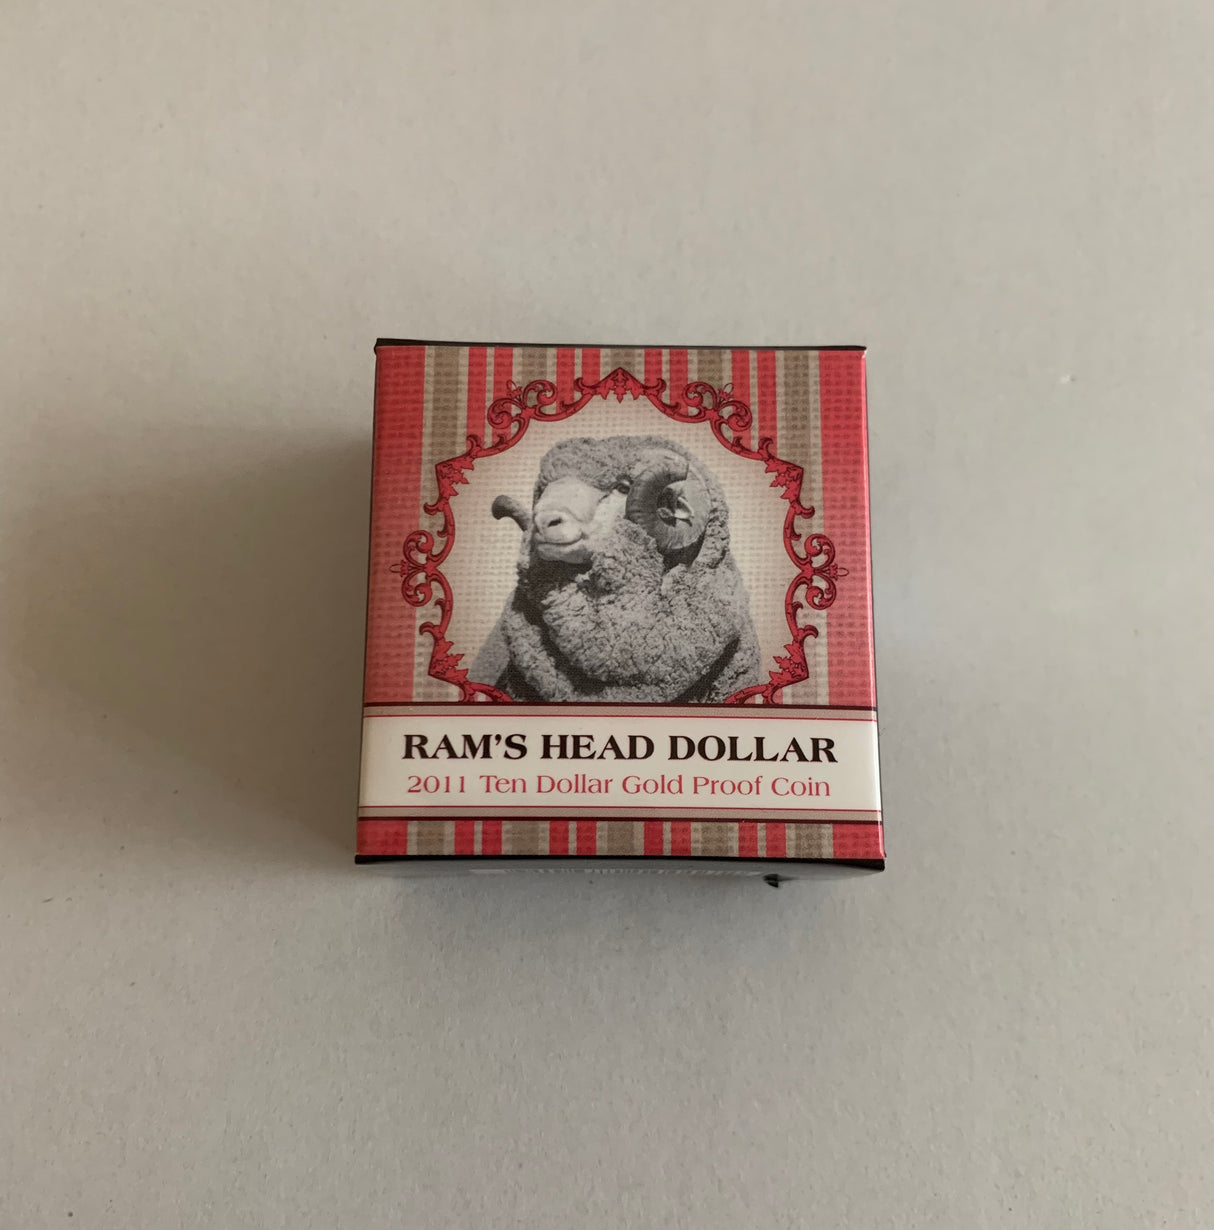 RAM'S HEAD DOLLAR
2011 Ten Dollar Gold Proof Coin